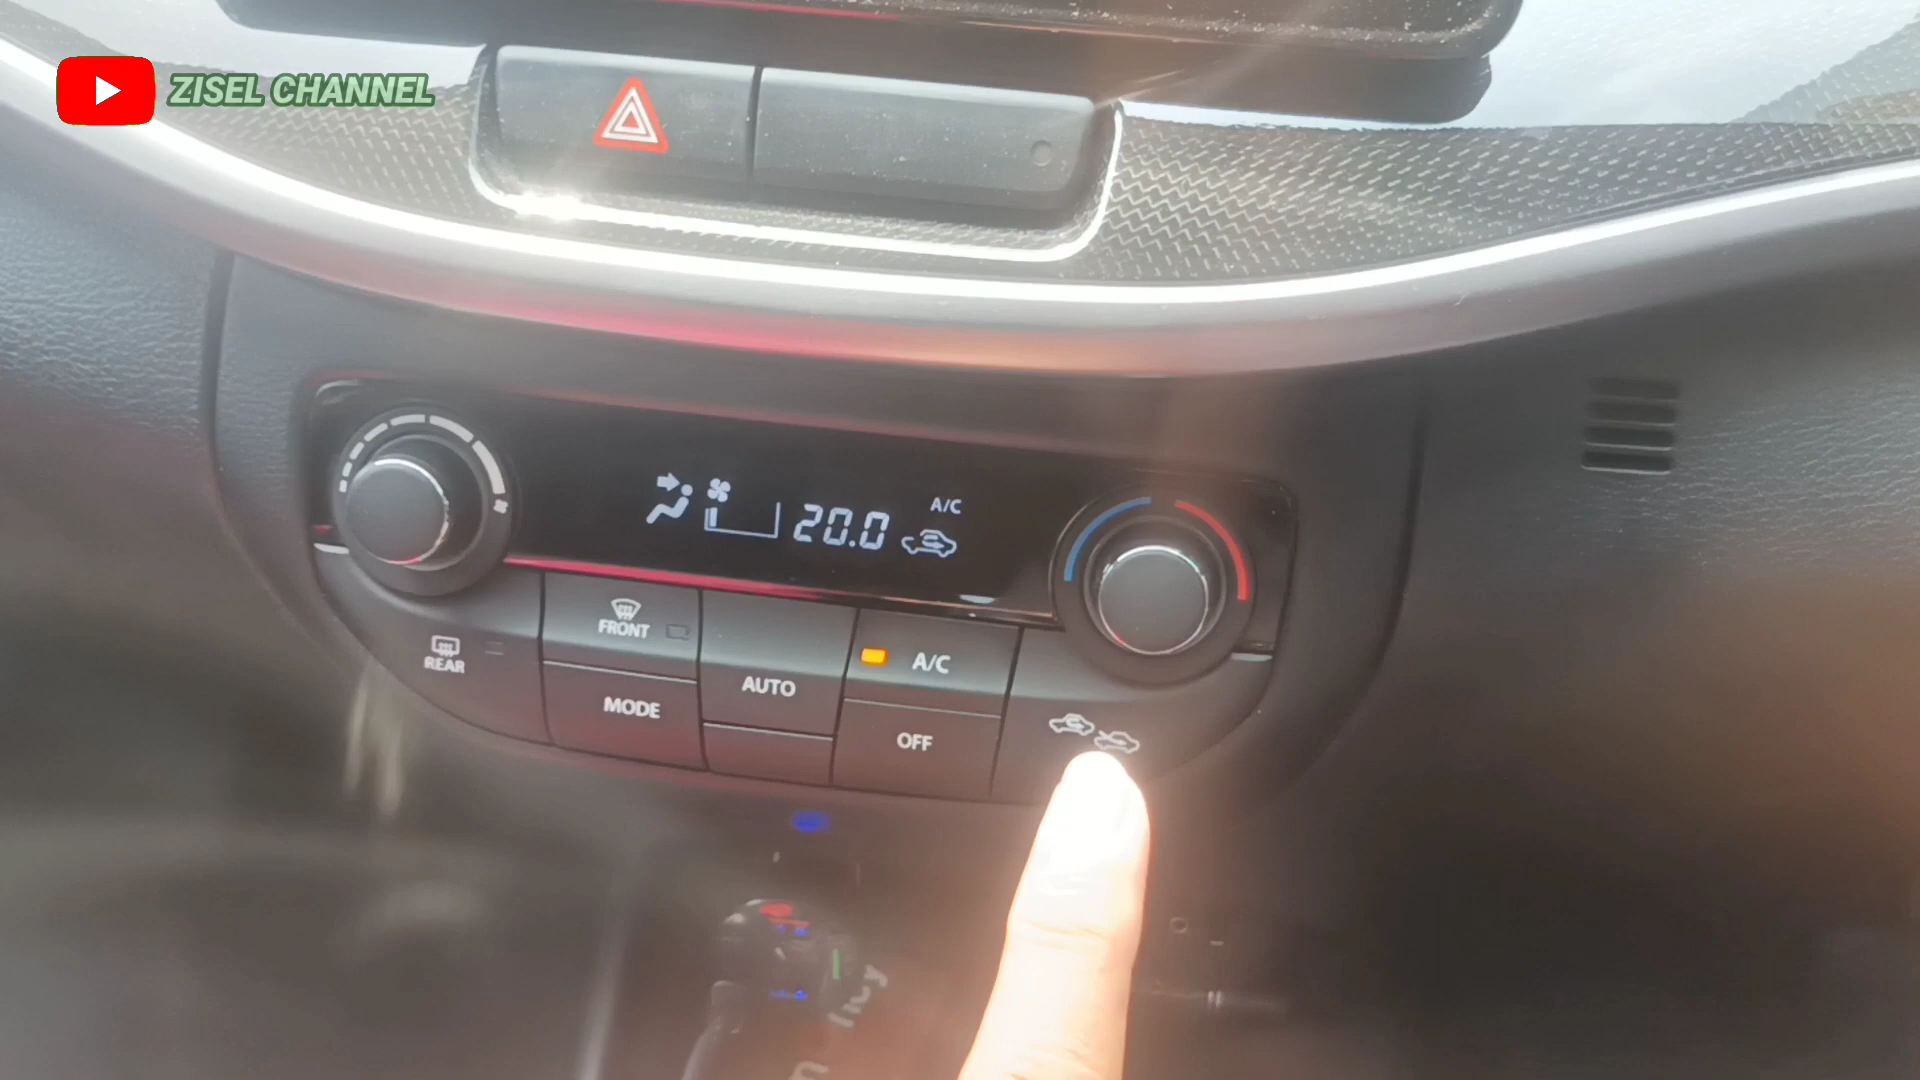 ZISEL CHANNEL
A/C
20.0
FRONT
REAR
A/C
AUTO
MODE
OFF